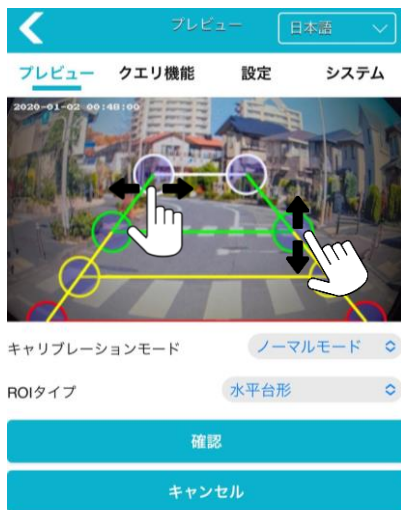 プレビュー
日本語
プレビュー クエリ機能 設定 システム
2020-01-02 00:48:00
キャリブレーションモード ノーマルモード
ROIタイプ 水平台形
確認
キャンセル